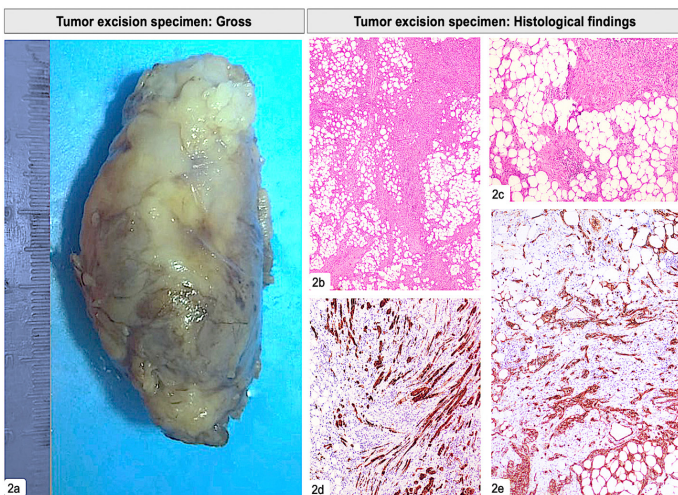 Tumor excision specimen: Gross
Tumor excision specimen: Histological findings
2a
2b
2c
2d
2e